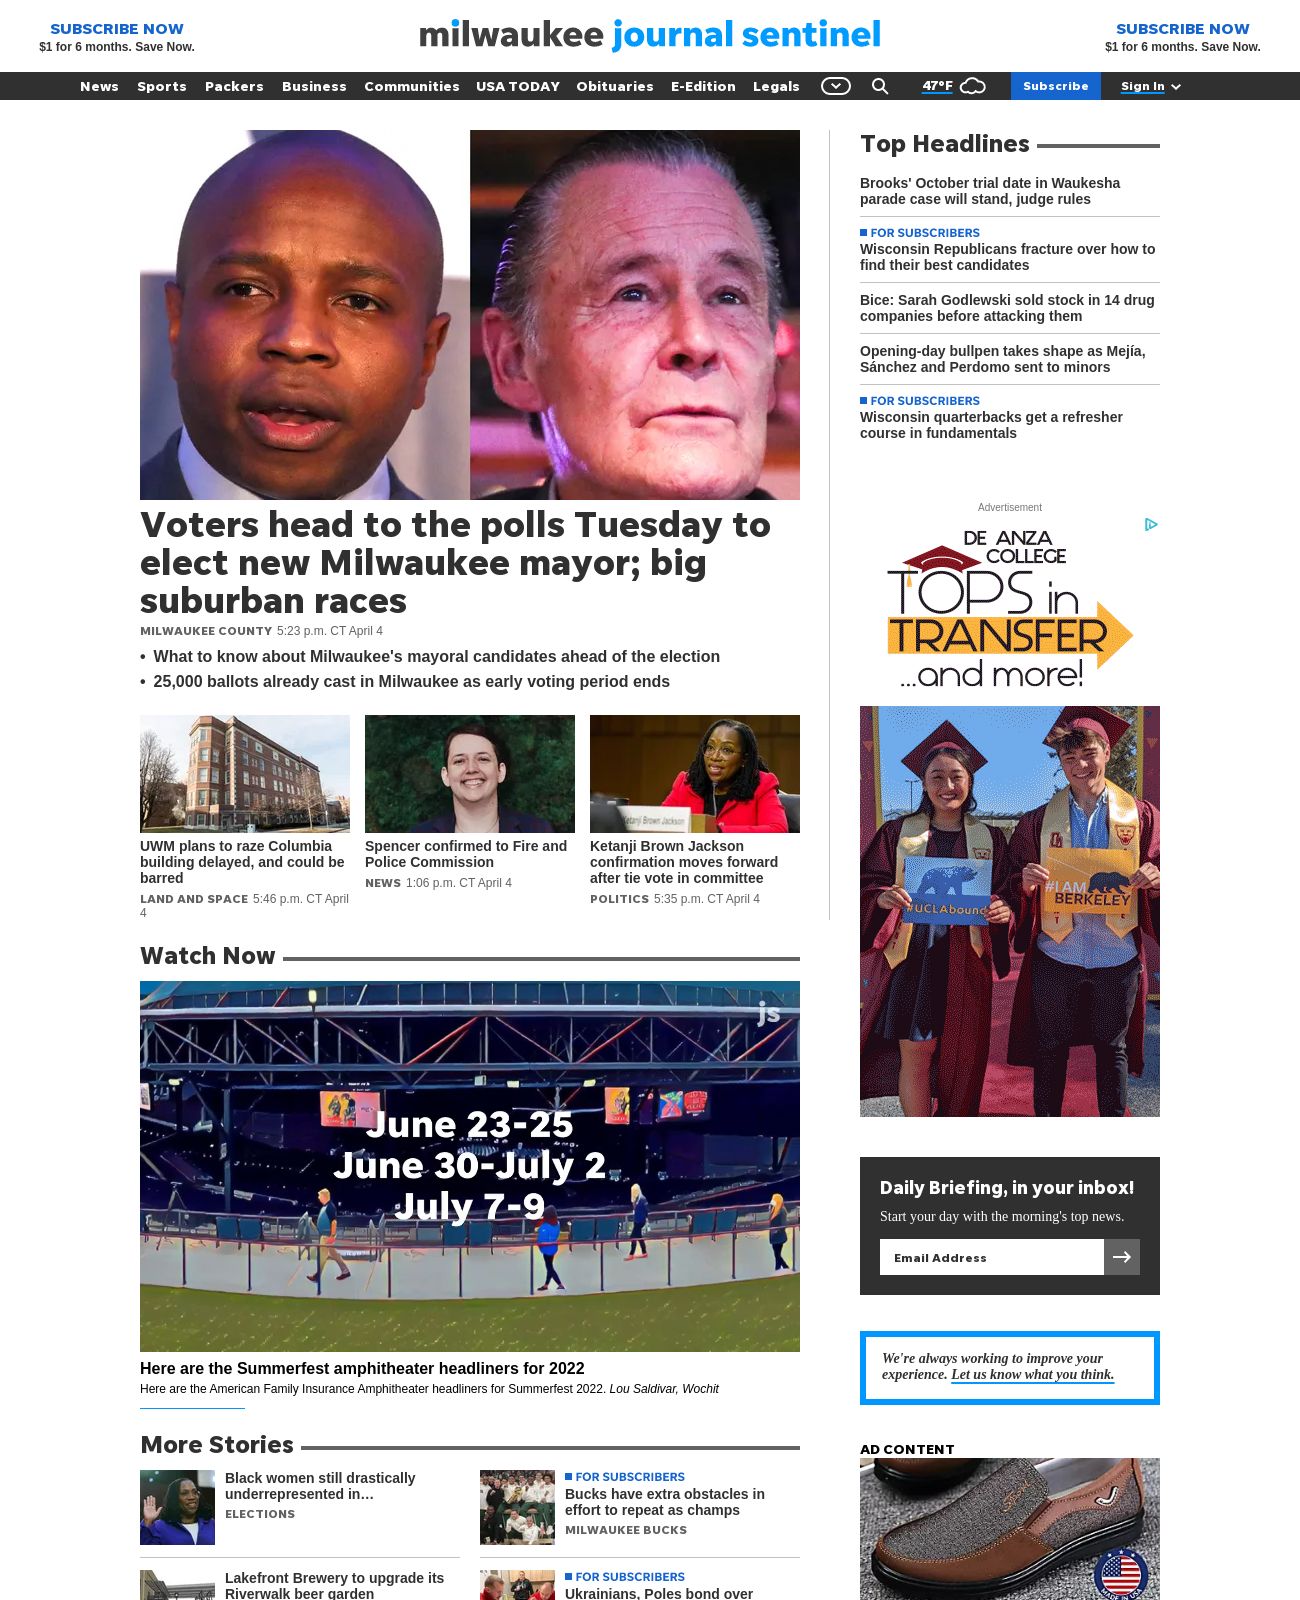 SUBSCRIBE NOW
$1 for 6 months. Save Now.
milwaukee journal sentinel
SUBSCRIBE NOW
$1 for 6 months. Save Now.
News Sports Packers Business Communities USA TODAY Obituaries E-Edition Legals 47°F Subscribe Sign In
Voters head to the polls Tuesday to
elect new Milwaukee mayor; big
suburban races
MILWAUKEE COUNTY 5:23 p.m. CT April 4
• What to know about Milwaukee's mayoral candidates ahead of the election
• 25,000 ballots already cast in Milwaukee as early voting period ends
Ketanji Brown Jackson
UWM plans to raze Columbia
building delayed, and could be
barred
LAND AND SPACE 5:46 p.m. CT April
4
Spencer confirmed to Fire and
Police Commission
NEWS 1:06 p.m. CT April 4
Ketanji Brown Jackson
confirmation moves forward
after tie vote in committee
POLITICS 5:35 p.m. CT April 4
Watch Now
js
June 23-25
June 30-July 2
July 7-9
Here are the Summerfest amphitheater headliners for 2022
Here are the American Family Insurance Amphitheater headliners for Summerfest 2022. Lou Saldivar, Wochit
More Stories
Black women still drastically
underrepresented in…
ELECTIONS
FOR SUBSCRIBERS
Bucks have extra obstacles in
effort to repeat as champs
MILWAUKEE BUCKS
Lakefront Brewery to upgrade its
Riverwalk beer garden
FOR SUBSCRIBERS
Ukrainians, Poles bond over
Top Headlines
Brooks' October trial date in Waukesha
parade case will stand, judge rules
FOR SUBSCRIBERS
Wisconsin Republicans fracture over how to
find their best candidates
Bice: Sarah Godlewski sold stock in 14 drug
companies before attacking them
Opening-day bullpen takes shape as Mejía,
Sánchez and Perdomo sent to minors
FOR SUBSCRIBERS
Wisconsin quarterbacks get a refresher
course in fundamentals
Advertisement
DE ANZA
COLLEGE
TOPS in
TRANSFER
...and more!
#UCLAbound
#I AM
BERKELEY
Daily Briefing, in your inbox!
Start your day with the morning's top news.
Email Address
We're always working to improve your
experience. Let us know what you think.
AD CONTENT
MADE IN USA